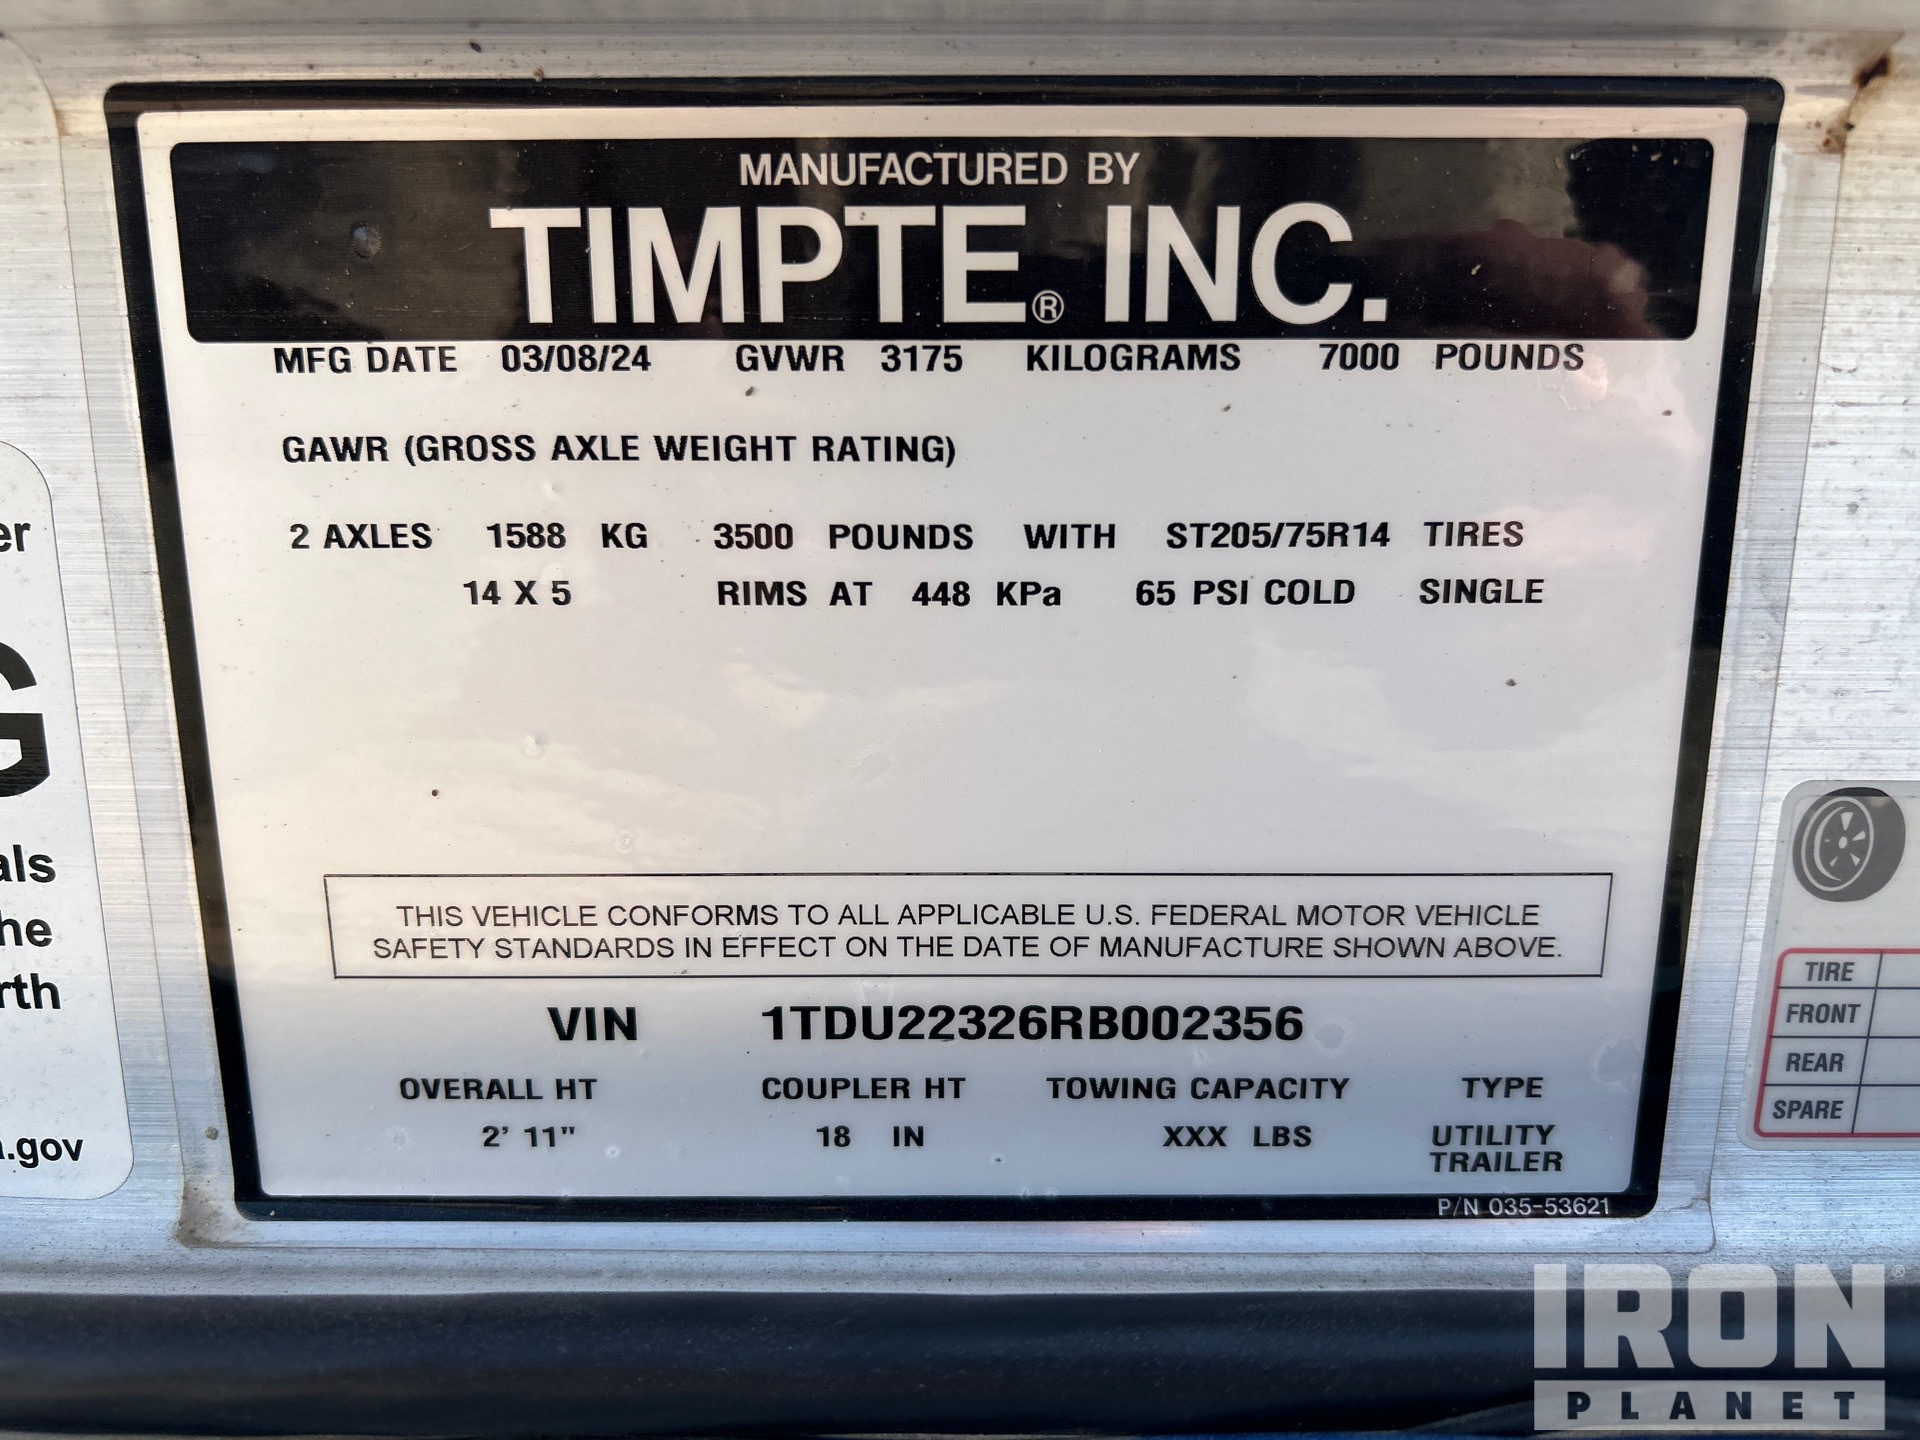 MANUFACTURED BY
TIMPTE® INC.
MFG DATE 03/08/24 GVWR 3175 KILOGRAMS 7000 POUNDS
GAWR (GROSS AXLE WEIGHT RATING)
2 AXLES 1588 KG 3500 POUNDS WITH ST205/75R14 TIRES
14 X 5 RIMS AT 448 KPa 65 PSI COLD SINGLE
THIS VEHICLE CONFORMS TO ALL APPLICABLE U.S. FEDERAL MOTOR VEHICLE
SAFETY STANDARDS IN EFFECT ON THE DATE OF MANUFACTURE SHOWN ABOVE.
VIN 1TDU22326RB002356
OVERALL HT COUPLER HT TOWING CAPACITY TYPE
2' 11" 18 IN XXX LBS UTILITY
TRAILER
P/N 035-53621
TIRE
FRONT
REAR
SPARE
.gov
IRON®
PLANET